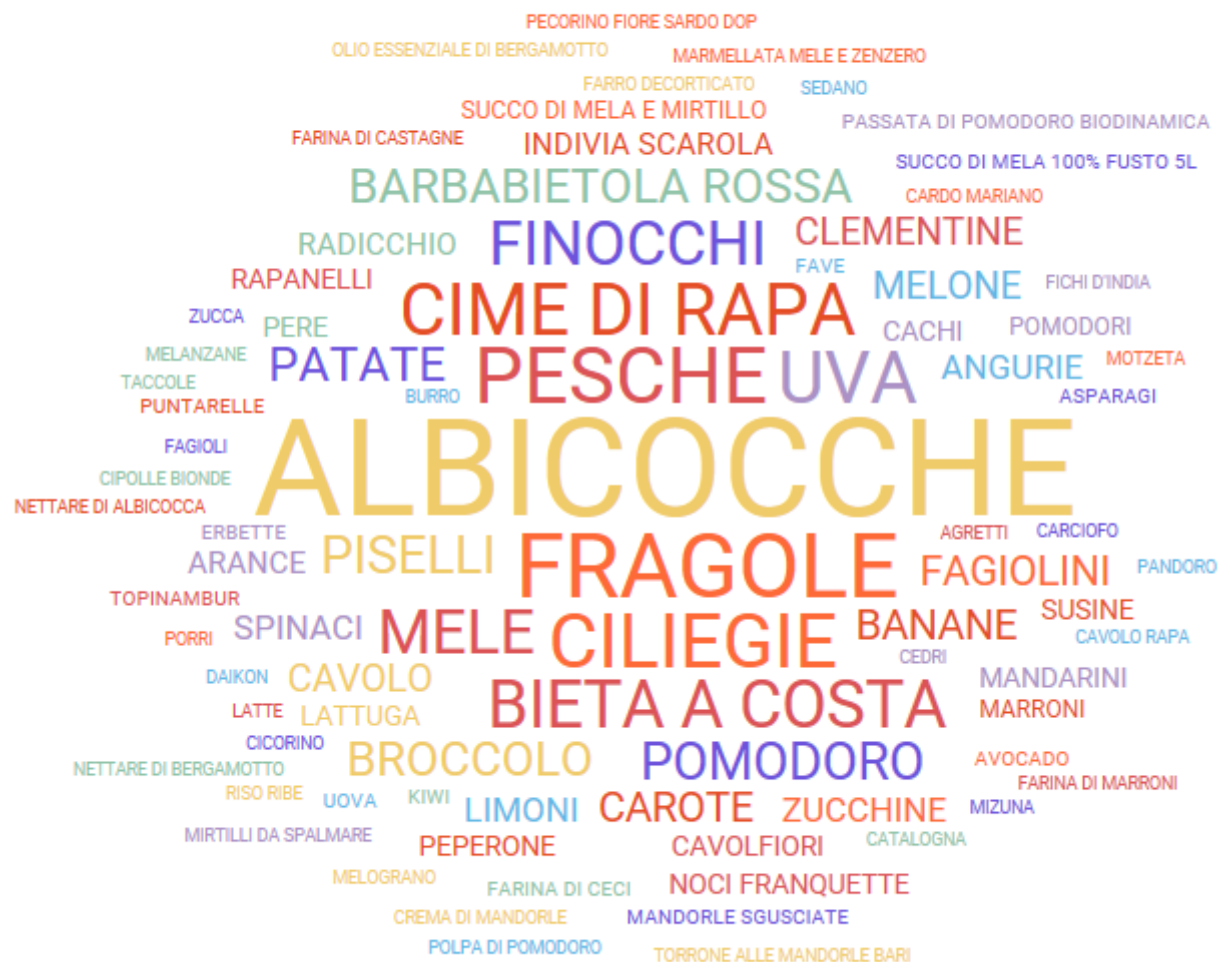 PECORINO FIORE SARDO DOP
OLIO ESSENZIALE DI BERGAMOTTO
MARMELLATA MELE E ZENZERO
FARRO DECORTICATO
SEDANO
SUCCO DI MELA E MIRTILLO
PASSATA DI POMODORO BIODINAMICA
FARINA DI CASTAGNE
INDIVIA SCAROLA
SUCCO DI MELA 100% FUSTO 5L
BARBABIETOLA ROSSA
CARDO MARIANO
RADICCHIO
FINOCCHI
CLEMENTINE
RAPANELLI
FAVE
MELONE
FICHI D'INDIA
ZUCCA
PERE
CIME DI RAPA
CACHI
POMODORI
MELANZANE
PATATE
PESCHE
UVA
ANGURIE
MOTZETA
TACCOLE
BURRO
ASPARAGI
PUNTARELLE
ALBICOCCHE
FAGIOLI
CIPOLLE BIONDE
NETTARE DI ALBICOCCA
ERBETTE
AGRETTI
CARCIOFO
ARANCE
PISELLI
FRAGOLE
FAGIOLINI
PANDORO
TOPINAMBUR
SUSINE
PORRI
SPINACI
MELE
CILIEGIE
BANANE
CAVOLO RAPA
CEDRI
DAIKON
CAVOLO
MANDARINI
LATTE
LATTUGA
BIETA A COSTA
MARRONI
CICORINO
BROCCOLO
POMODORO
AVOCADO
NETTARE DI BERGAMOTTO
FARINA DI MARRONI
RISO RIBE
UOVA
KIWI
LIMONI
CAROTE
ZUCCHINE
MIZUNA
MIRTILLI DA SPALMARE
PEPERONE
CAVOLFIORI
CATALOGNA
MELOGRANO
FARINA DI CECI
NOCI FRANQUETTE
CREMA DI MANDORLE
MANDORLE SGUSCIATE
POLPA DI POMODORO
TORRONE ALLE MANDORLE BARI